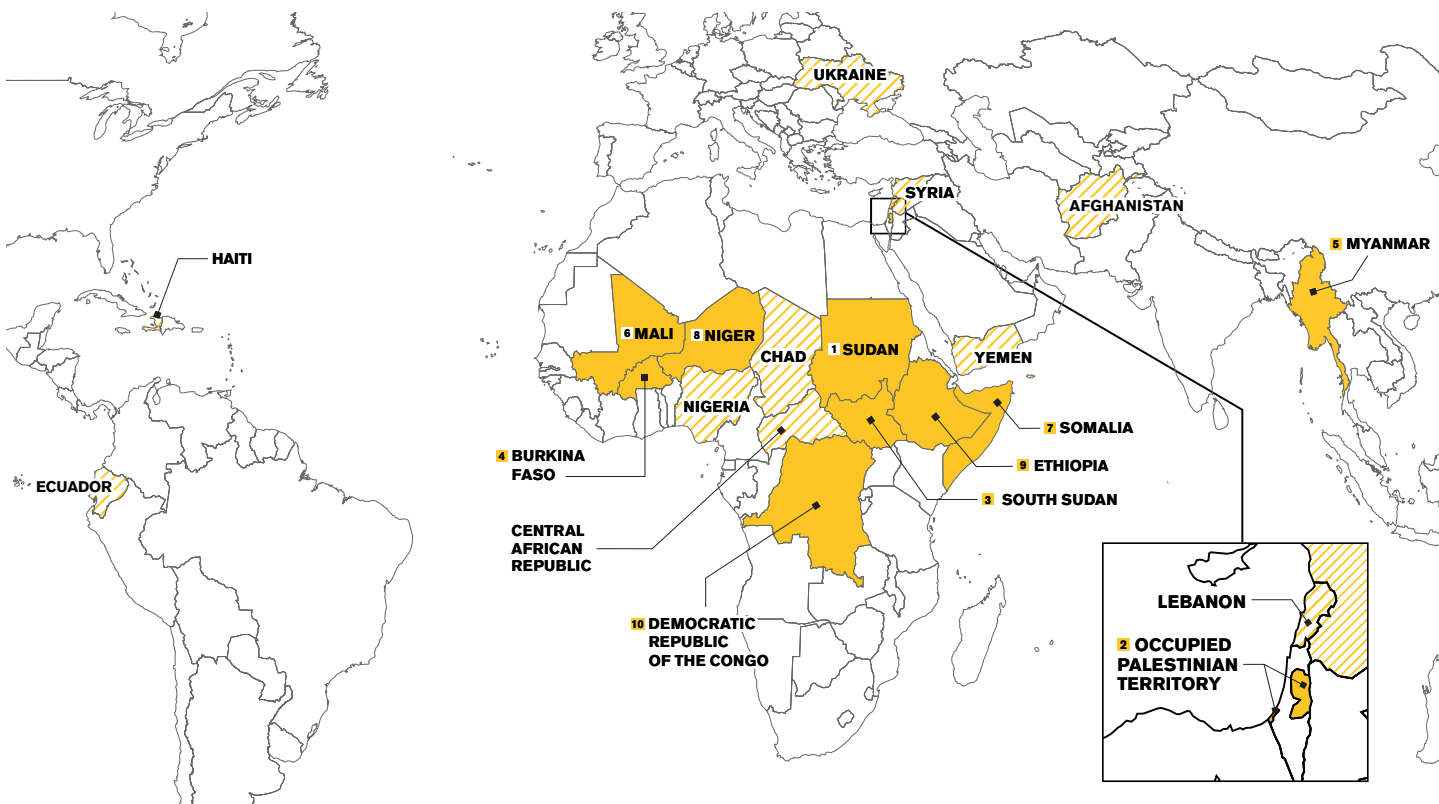 UKRAINE
SYRIA
AFGHANISTAN
5 MYANMAR
HAITI
6 MALI
8 NIGER
CHAD
1 SUDAN
YEMEN
NIGERIA
7 SOMALIA
4 BURKINA
FASO
9 ETHIOPIA
ECUADOR
3 SOUTH SUDAN
CENTRAL
AFRICAN
REPUBLIC
10 DEMOCRATIC
REPUBLIC
OF THE CONGO
LEBANON
2 OCCUPIED
PALESTINIAN
TERRITORY